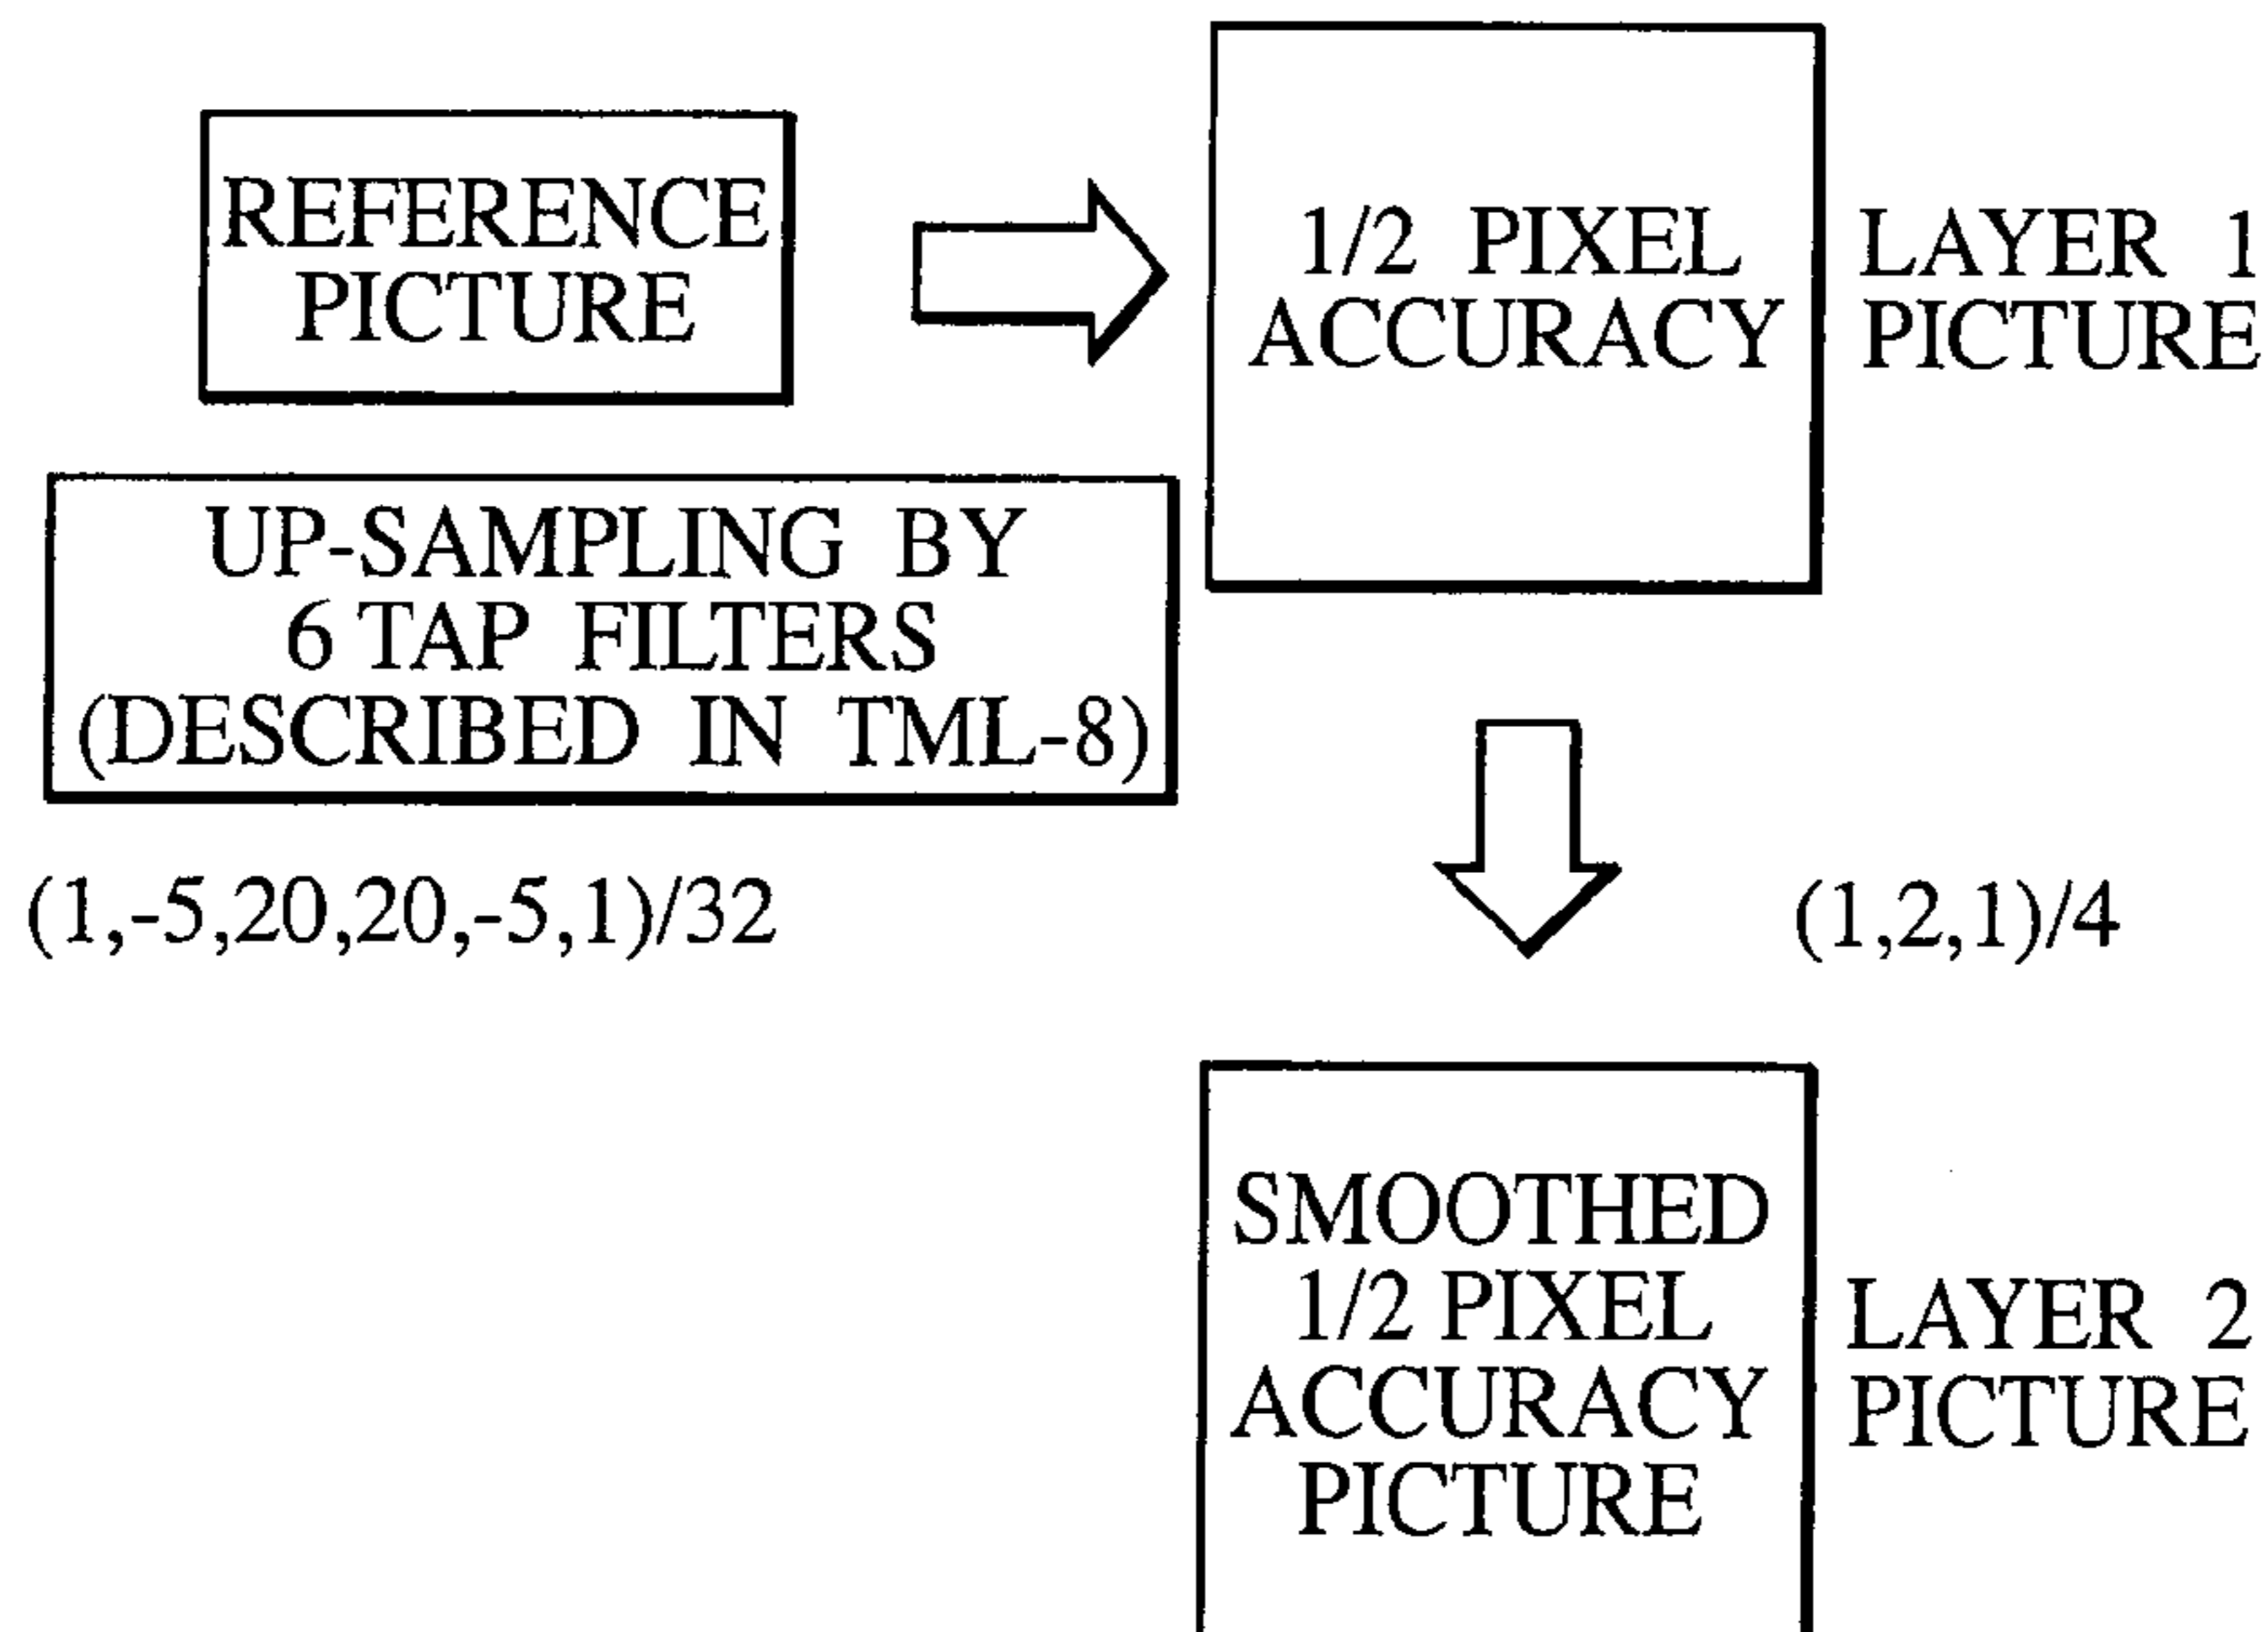 REFERENCE
PICTURE
1/2 PIXEL
ACCURACY
LAYER 1
PICTURE
UP-SAMPLING BY
6 TAP FILTERS
(DESCRIBED IN TML-8)
(1,-5,20,20,-5,1)/32
(1,2,1)/4
SMOOTHED
1/2 PIXEL
ACCURACY
PICTURE
LAYER 2
PICTURE